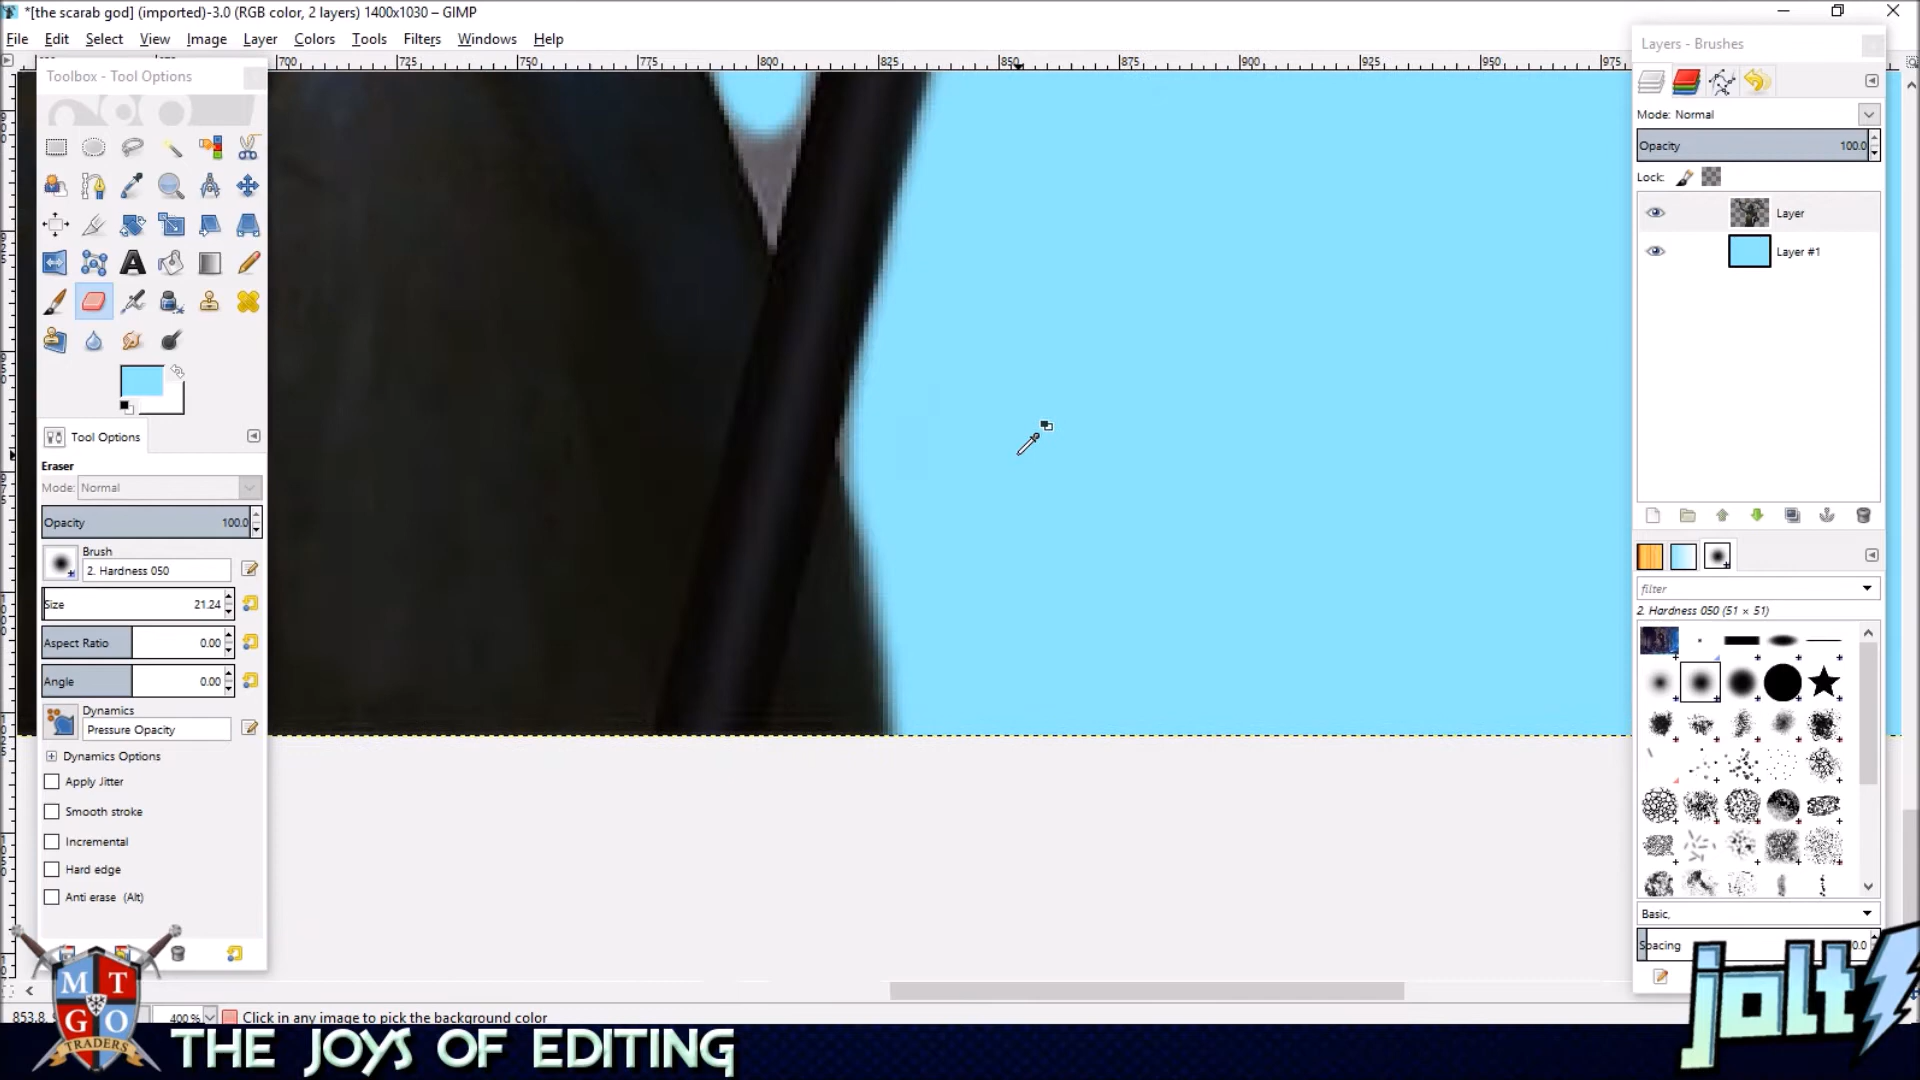 *[the scarab god] (imported)-3.0 (RGB color, 2 layers) 1400x1030 – GIMP
File Edit Select View Image Layer Colors Tools Filters Windows Help
700 725 750 775 800 825 850 875 900 925 950 975
Toolbox - Tool Options
Tool Options
Eraser
Mode: Normal
Opacity 100.0
Brush
2. Hardness 050
Size 21.24
Aspect Ratio 0.00
Angle 0.00
Dynamics
Pressure Opacity
Dynamics Options
Apply Jitter
Smooth stroke
Incremental
Hard edge
Anti erase (Alt)
Layers - Brushes
Mode: Normal
Opacity 100.0
Lock:
Layer
Layer #1
filter
2. Hardness 050 (51 × 51)
Basic,
Spacing
853.8, 400 % Click in any image to pick the background color
MTGO
TRADERS
THE JOYS OF EDITING
jolt